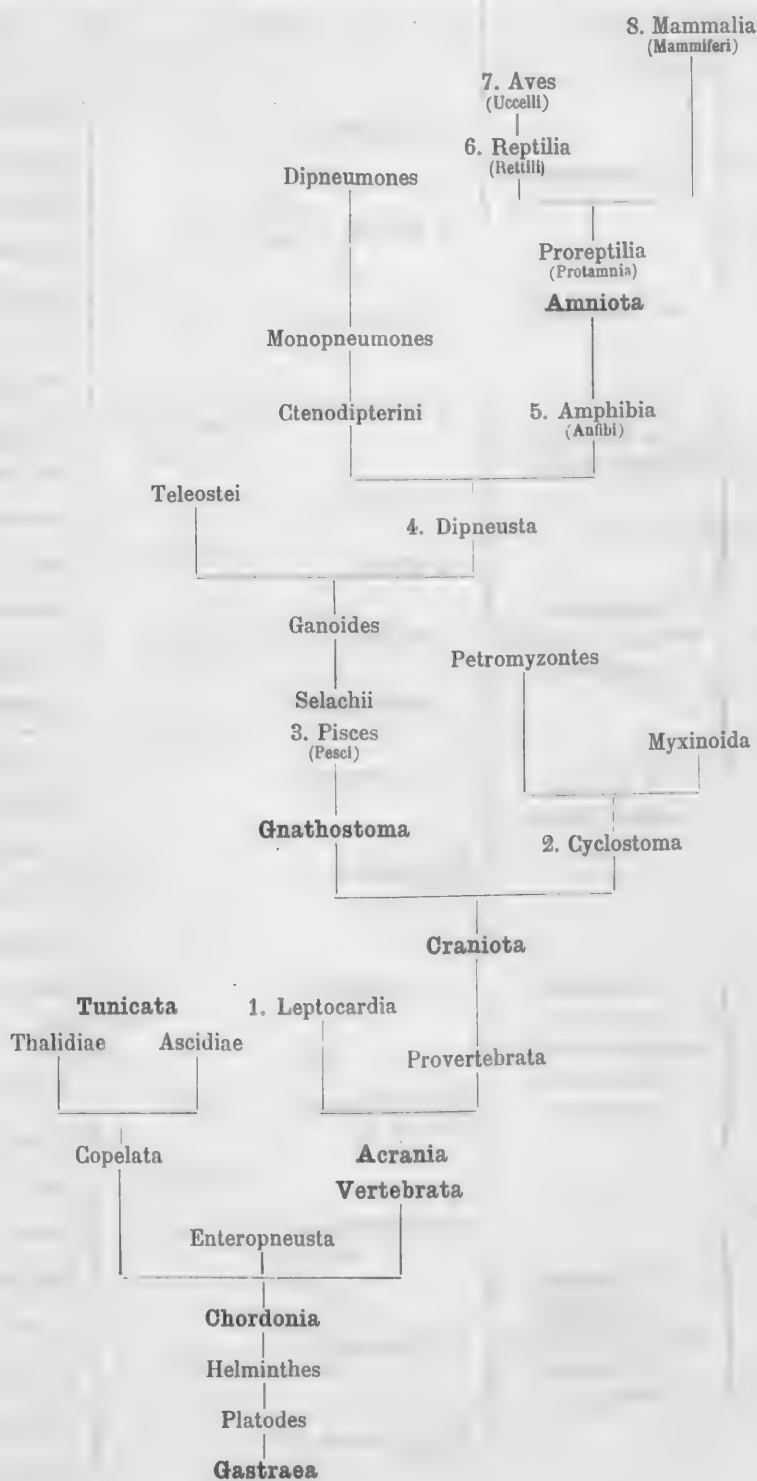 8. Mammalia
(Mammiferi)
7. Aves
(Uccelli)
6. Reptilia
(Rettili)
Dipneumones
Proreptilia
(Protamnia)
Amniota
Monopneumones
Ctenodipterini
5. Amphibia
(Anfibi)
Teleostei
4. Dipneusta
Ganoides
Petromyzontes
Selachii
3. Pisces
(Pesci)
Myxinoida
Gnathostoma
2. Cyclostoma
Craniota
Tunicata
1. Leptocardia
Thalidiae
Ascidiae
Provertebrata
Copelata
Acrania
Vertebrata
Enteropneusta
Chordonia
Helminthes
Platodes
Gastraea